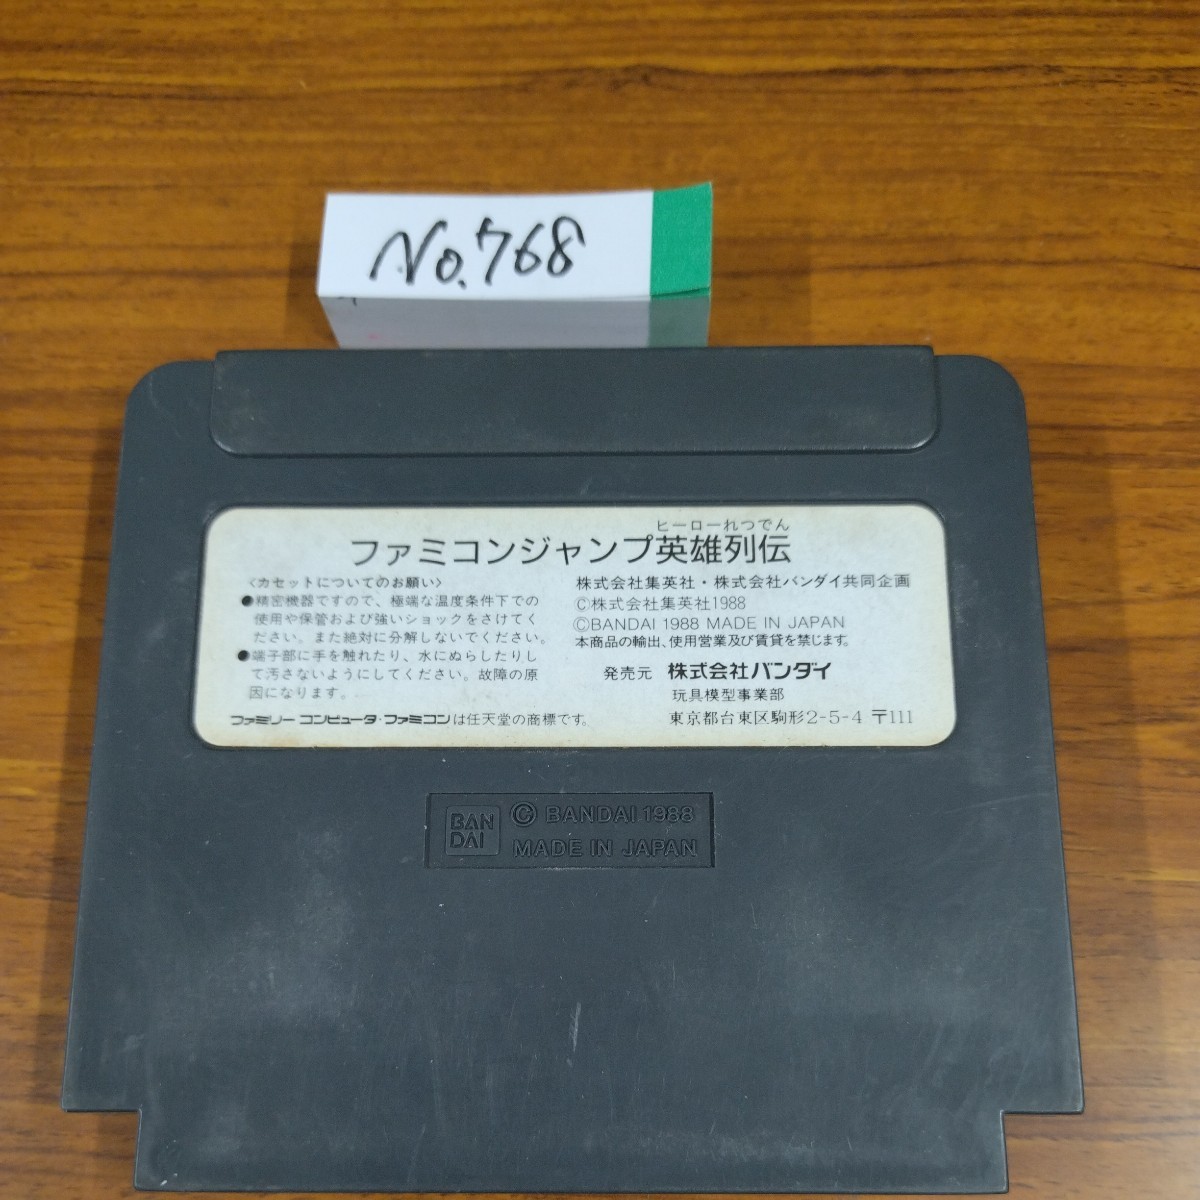 No.768
ヒーローれつでん
ファミコンジャンプ英雄列伝
〈カセットについてのお願い〉
●精密機器ですので、極端な温度条件下での
使用や保管および強いショックをさけてく
ださい。また絶対に分解しないでください。
●端子部に手を触れたり、水にぬらしたりし
て汚さないようにしてください。故障の原
因になります。
ファミリーコンピュータ・ファミコンは任天堂の商標です。
株式会社集英社・株式会社バンダイ共同企画
©株式会社集英社1988
©BANDAI 1988 MADE IN JAPAN
本商品の輸出、使用営業及び賃貸を禁じます。
発売元 株式会社バンダイ
玩具模型事業部
東京都台東区駒形2-5-4 〒111
BAN
DAI
© BANDAI 1988
MADE IN JAPAN